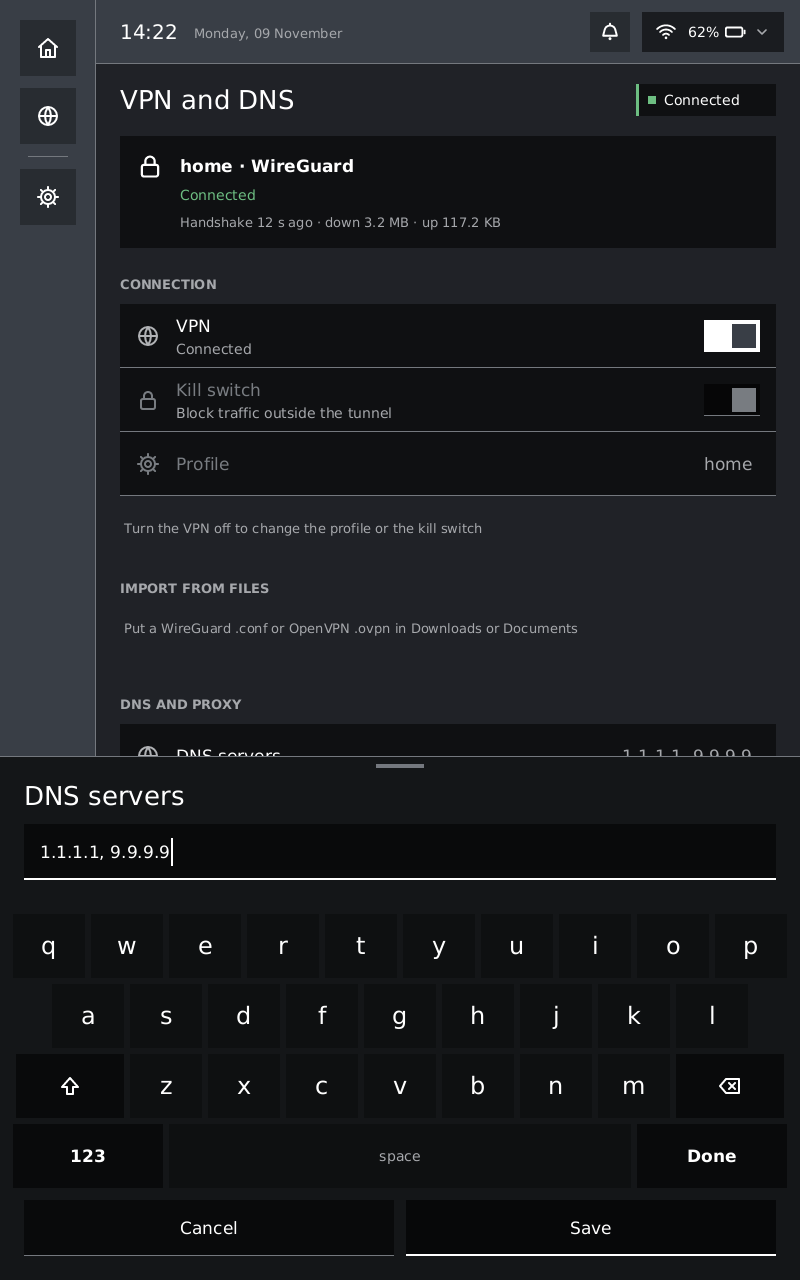 14:22 Monday, 09 November 62%
VPN and DNS Connected
home · WireGuard
Connected
Handshake 12 s ago · down 3.2 MB · up 117.2 KB
CONNECTION
VPN
Connected
Kill switch
Block traffic outside the tunnel
Profile home
Turn the VPN off to change the profile or the kill switch
IMPORT FROM FILES
Put a WireGuard .conf or OpenVPN .ovpn in Downloads or Documents
DNS AND PROXY
DNS servers 1.1.1.1, 9.9.9.9
DNS servers
1.1.1.1, 9.9.9.9
q w e r t y u i o p
a s d f g h j k l
z x c v b n m
123 space Done
Cancel Save